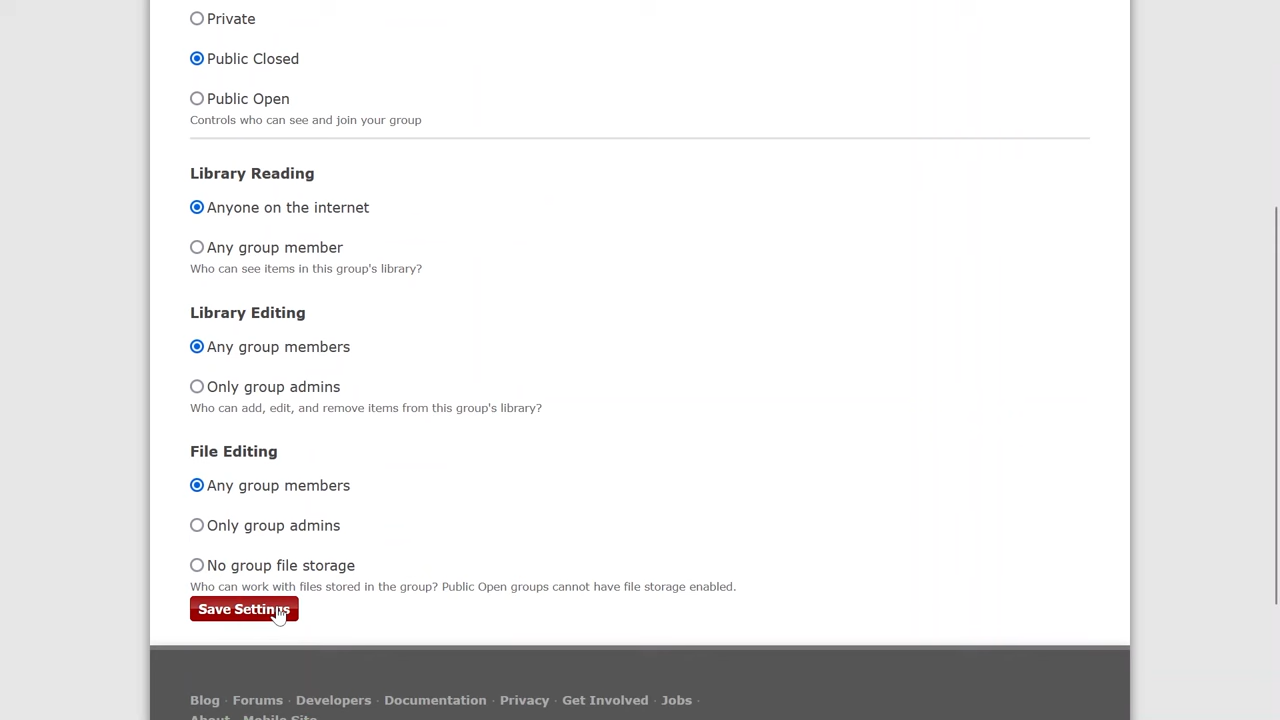 Private
Public Closed
Public Open
Controls who can see and join your group
Library Reading
Anyone on the internet
Any group member
Who can see items in this group's library?
Library Editing
Any group members
Only group admins
Who can add, edit, and remove items from this group's library?
File Editing
Any group members
Only group admins
No group file storage
Who can work with files stored in the group? Public Open groups cannot have file storage enabled.
Save Settings
Blog · Forums · Developers · Documentation · Privacy · Get Involved · Jobs ·
About · Mobile Site